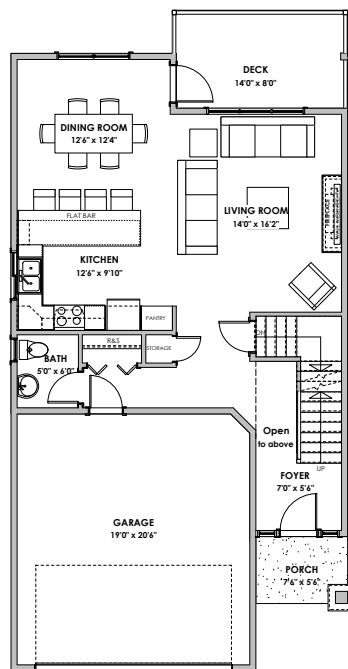 DECK
14'0" x 8'0"
DINING ROOM
12'6" x 12'4"
FIREPLACE
LIVING ROOM
14'0" x 16'2"
FLAT BAR
KITCHEN
12'6" x 9'10"
PANTRY
DN
R&S
STORAGE
BATH
5'0" x 6'0"
Open
to above
UP
FOYER
7'0" x 5'6"
GARAGE
19'0" x 20'6"
PORCH
7'6" x 5'6"